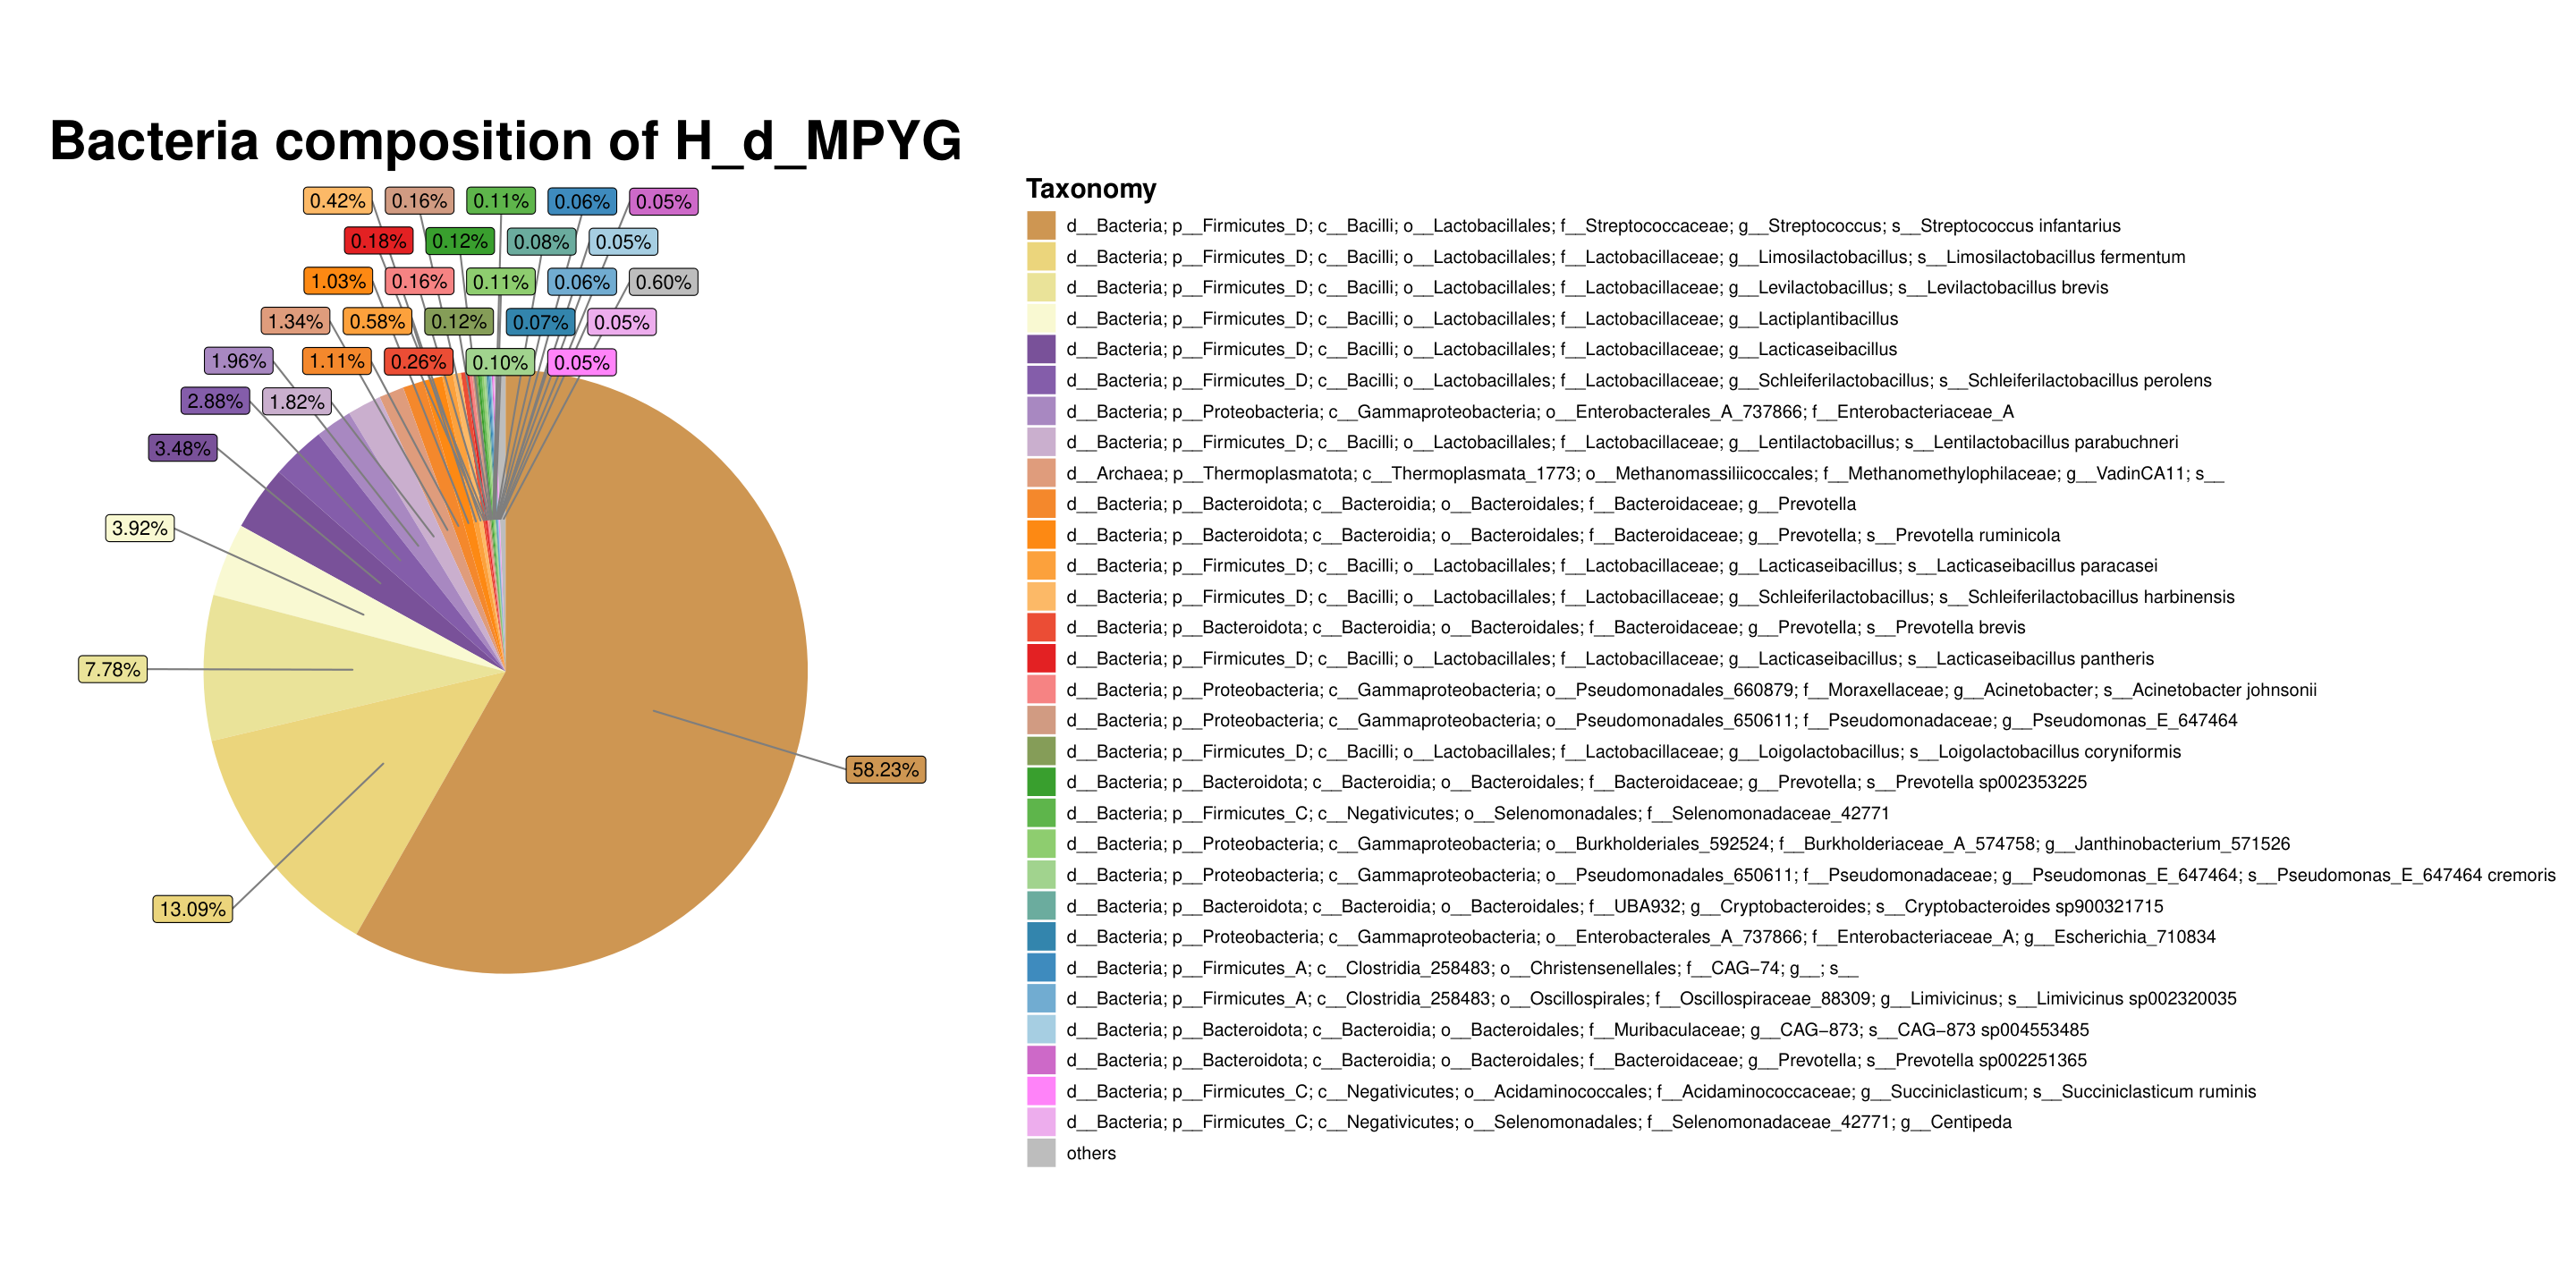 Bacteria composition of H_d_MPYG
0.42% 0.16% 0.11% 0.06% 0.05%
0.18% 0.12% 0.08% 0.05%
1.03% 0.16% 0.11% 0.06% 0.60%
1.34% 0.58% 0.12% 0.07% 0.05%
1.96% 1.11% 0.26% 0.10% 0.05%
2.88% 1.82%
3.48%
3.92%
7.78%
58.23%
13.09%
Taxonomy
d__Bacteria; p__Firmicutes_D; c__Bacilli; o__Lactobacillales; f__Streptococcaceae; g__Streptococcus; s__Streptococcus infantarius
d__Bacteria; p__Firmicutes_D; c__Bacilli; o__Lactobacillales; f__Lactobacillaceae; g__Limosilactobacillus; s__Limosilactobacillus fermentum
d__Bacteria; p__Firmicutes_D; c__Bacilli; o__Lactobacillales; f__Lactobacillaceae; g__Levilactobacillus; s__Levilactobacillus brevis
d__Bacteria; p__Firmicutes_D; c__Bacilli; o__Lactobacillales; f__Lactobacillaceae; g__Lactiplantibacillus
d__Bacteria; p__Firmicutes_D; c__Bacilli; o__Lactobacillales; f__Lactobacillaceae; g__Lacticaseibacillus
d__Bacteria; p__Firmicutes_D; c__Bacilli; o__Lactobacillales; f__Lactobacillaceae; g__Schleiferilactobacillus; s__Schleiferilactobacillus perolens
d__Bacteria; p__Proteobacteria; c__Gammaproteobacteria; o__Enterobacterales_A_737866; f__Enterobacteriaceae_A
d__Bacteria; p__Firmicutes_D; c__Bacilli; o__Lactobacillales; f__Lactobacillaceae; g__Lentilactobacillus; s__Lentilactobacillus parabuchneri
d__Archaea; p__Thermoplasmatota; c__Thermoplasmata_1773; o__Methanomassiliicoccales; f__Methanomethylophilaceae; g__VadinCA11; s__
d__Bacteria; p__Bacteroidota; c__Bacteroidia; o__Bacteroidales; f__Bacteroidaceae; g__Prevotella
d__Bacteria; p__Bacteroidota; c__Bacteroidia; o__Bacteroidales; f__Bacteroidaceae; g__Prevotella; s__Prevotella ruminicola
d__Bacteria; p__Firmicutes_D; c__Bacilli; o__Lactobacillales; f__Lactobacillaceae; g__Lacticaseibacillus; s__Lacticaseibacillus paracasei
d__Bacteria; p__Firmicutes_D; c__Bacilli; o__Lactobacillales; f__Lactobacillaceae; g__Schleiferilactobacillus; s__Schleiferilactobacillus harbinensis
d__Bacteria; p__Bacteroidota; c__Bacteroidia; o__Bacteroidales; f__Bacteroidaceae; g__Prevotella; s__Prevotella brevis
d__Bacteria; p__Firmicutes_D; c__Bacilli; o__Lactobacillales; f__Lactobacillaceae; g__Lacticaseibacillus; s__Lacticaseibacillus pantheris
d__Bacteria; p__Proteobacteria; c__Gammaproteobacteria; o__Pseudomonadales_660879; f__Moraxellaceae; g__Acinetobacter; s__Acinetobacter johnsonii
d__Bacteria; p__Proteobacteria; c__Gammaproteobacteria; o__Pseudomonadales_650611; f__Pseudomonadaceae; g__Pseudomonas_E_647464
d__Bacteria; p__Firmicutes_D; c__Bacilli; o__Lactobacillales; f__Lactobacillaceae; g__Loigolactobacillus; s__Loigolactobacillus coryniformis
d__Bacteria; p__Bacteroidota; c__Bacteroidia; o__Bacteroidales; f__Bacteroidaceae; g__Prevotella; s__Prevotella sp002353225
d__Bacteria; p__Firmicutes_C; c__Negativicutes; o__Selenomonadales; f__Selenomonadaceae_42771
d__Bacteria; p__Proteobacteria; c__Gammaproteobacteria; o__Burkholderiales_592524; f__Burkholderiaceae_A_574758; g__Janthinobacterium_571526
d__Bacteria; p__Proteobacteria; c__Gammaproteobacteria; o__Pseudomonadales_650611; f__Pseudomonadaceae; g__Pseudomonas_E_647464; s__Pseudomonas_E_647464 cremoris
d__Bacteria; p__Bacteroidota; c__Bacteroidia; o__Bacteroidales; f__UBA932; g__Cryptobacteroides; s__Cryptobacteroides sp900321715
d__Bacteria; p__Proteobacteria; c__Gammaproteobacteria; o__Enterobacterales_A_737866; f__Enterobacteriaceae_A; g__Escherichia_710834
d__Bacteria; p__Firmicutes_A; c__Clostridia_258483; o__Christensenellales; f__CAG−74; g__; s__
d__Bacteria; p__Firmicutes_A; c__Clostridia_258483; o__Oscillospirales; f__Oscillospiraceae_88309; g__Limivicinus; s__Limivicinus sp002320035
d__Bacteria; p__Bacteroidota; c__Bacteroidia; o__Bacteroidales; f__Muribaculaceae; g__CAG−873; s__CAG−873 sp004553485
d__Bacteria; p__Bacteroidota; c__Bacteroidia; o__Bacteroidales; f__Bacteroidaceae; g__Prevotella; s__Prevotella sp002251365
d__Bacteria; p__Firmicutes_C; c__Negativicutes; o__Acidaminococcales; f__Acidaminococcaceae; g__Succiniclasticum; s__Succiniclasticum ruminis
d__Bacteria; p__Firmicutes_C; c__Negativicutes; o__Selenomonadales; f__Selenomonadaceae_42771; g__Centipeda
others